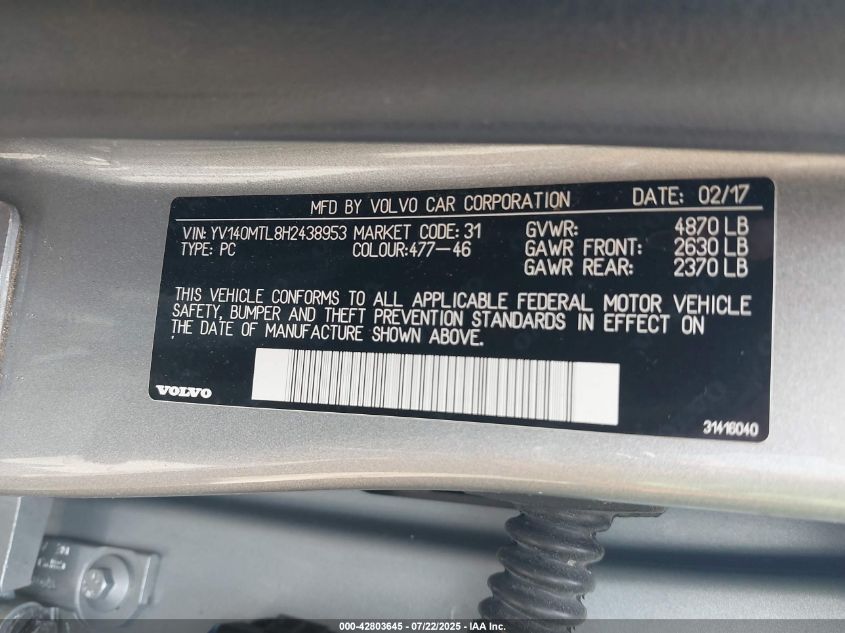 MFD BY VOLVO CAR CORPORATION DATE: 02/17
VIN: YV140MTL8H2438953 MARKET CODE: 31 GVWR: 4870 LB
TYPE: PC COLOUR:477-46 GAWR FRONT: 2630 LB
GAWR REAR: 2370 LB
THIS VEHICLE CONFORMS TO ALL APPLICABLE FEDERAL MOTOR VEHICLE
SAFETY, BUMPER AND THEFT PREVENTION STANDARDS IN EFFECT ON
THE DATE OF MANUFACTURE SHOWN ABOVE.
VOLVO
31416040
000-42803645 - 07/22/2025 - IAA Inc.